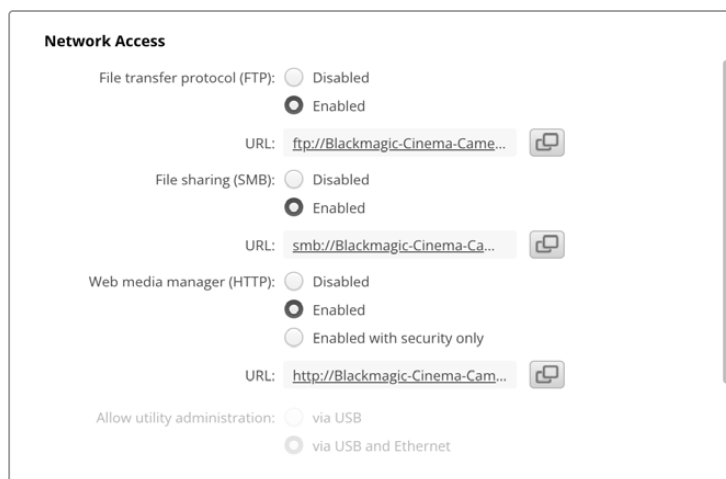 Network Access
File transfer protocol (FTP): Disabled
Enabled
URL: ftp://Blackmagic-Cinema-Came...
File sharing (SMB): Disabled
Enabled
URL: smb://Blackmagic-Cinema-Ca...
Web media manager (HTTP): Disabled
Enabled
Enabled with security only
URL: http://Blackmagic-Cinema-Cam...
Allow utility administration: via USB
via USB and Ethernet